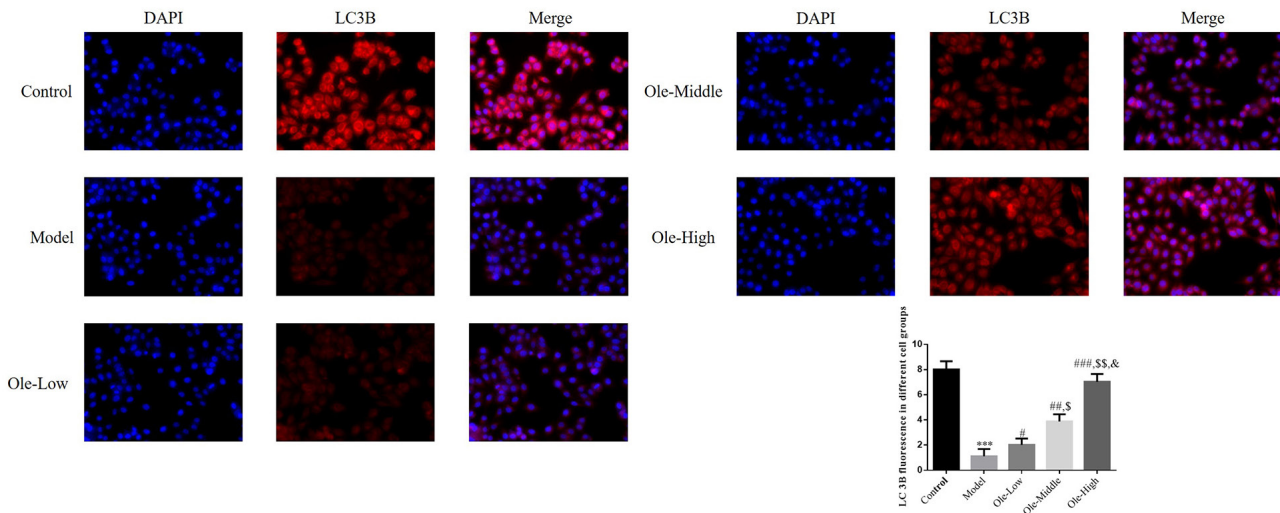 DAPI LC3B Merge
Control
Model
Ole-Low
DAPI LC3B Merge
Ole-Middle
Ole-High
LC 3B fluorescence in different cell groups
10
8
6
4
2
0
***
#
##,$
###,$$,&
Control
Model
Ole-Low
Ole-Middle
Ole-High